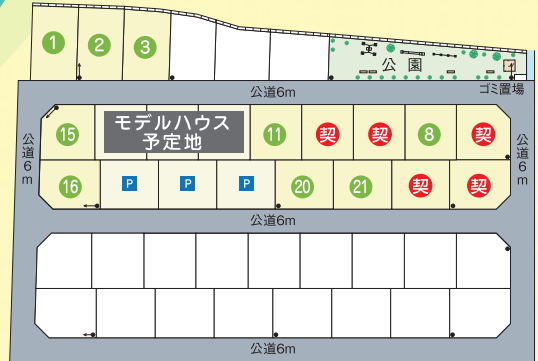 1 2 3
公園
ゴミ置場
公道6m
公道6m
15 モデルハウス 11 契 契 8 契
予定地
公道6m
16 P P P 20 21 契 契
公道6m
公道6m